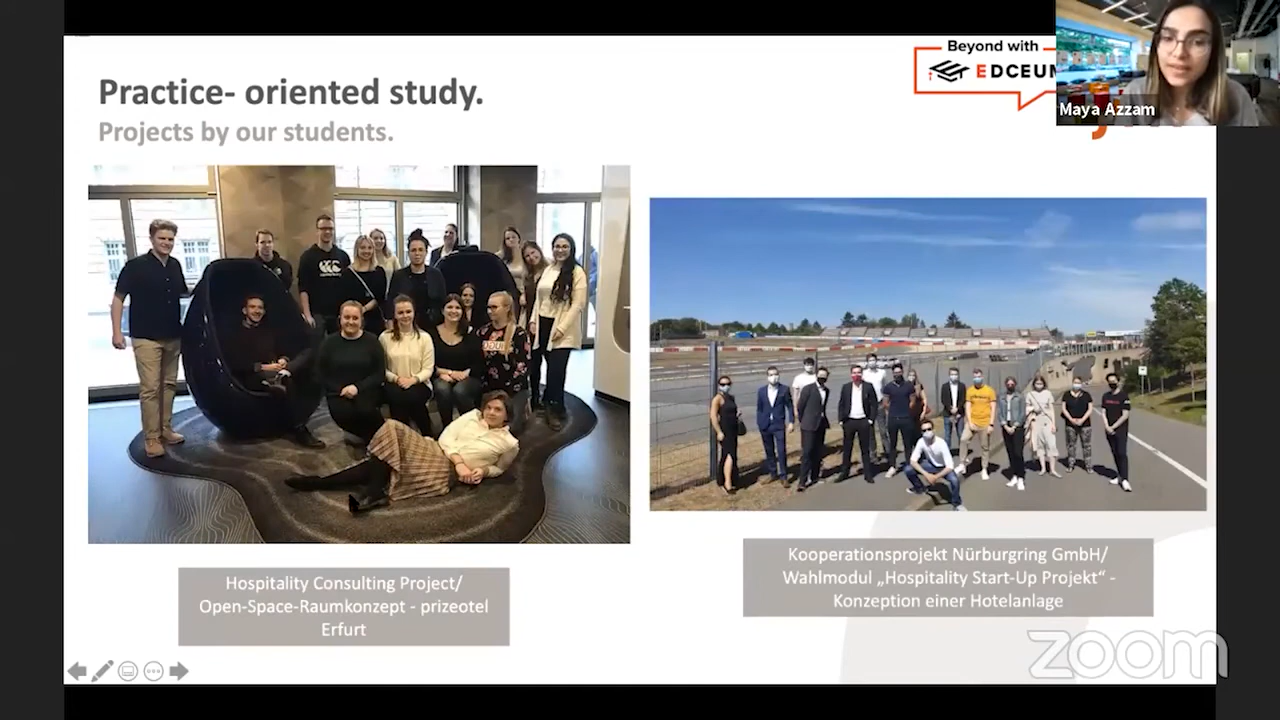 Practice- oriented study.
Projects by our students.
Beyond with
EDCEUM
Maya Azzam
Hospitality Consulting Project/
Open-Space-Raumkonzept - prizeotel
Erfurt
Kooperationsprojekt Nürburgring GmbH/
Wahlmodul „Hospitality Start-Up Projekt“ -
Konzeption einer Hotelanlage
zoom